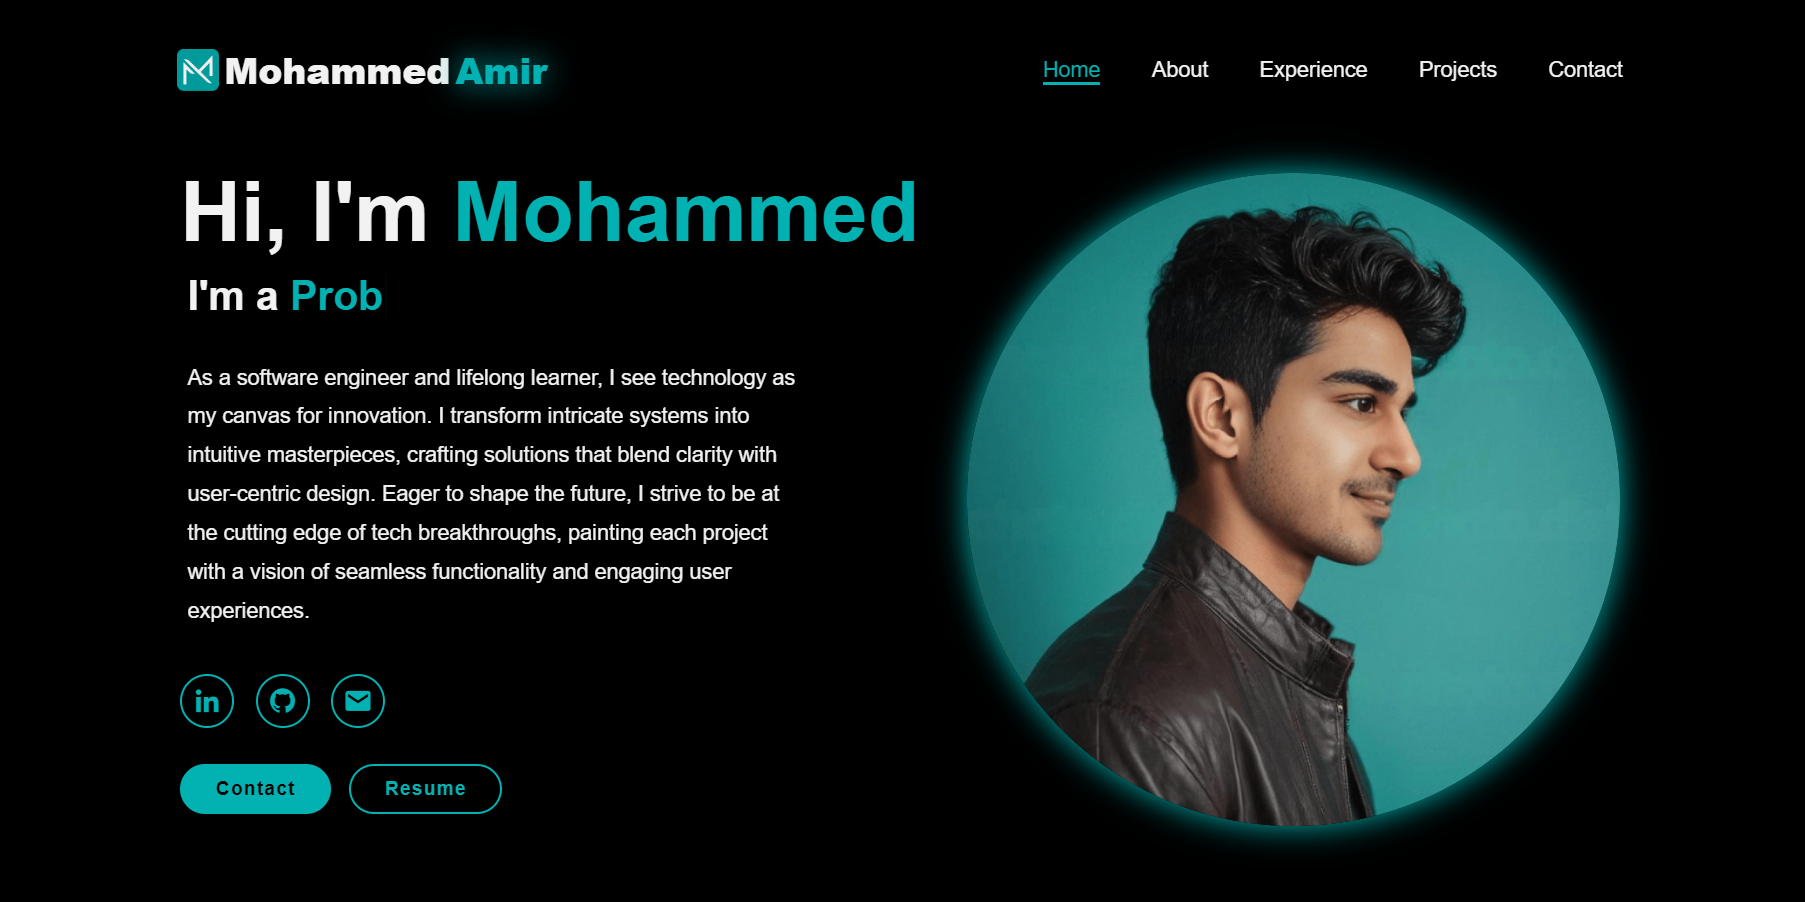 Mohammed Amir
Home About Experience Projects Contact
Hi, I'm Mohammed
I'm a Prob
As a software engineer and lifelong learner, I see technology as
my canvas for innovation. I transform intricate systems into
intuitive masterpieces, crafting solutions that blend clarity with
user-centric design. Eager to shape the future, I strive to be at
the cutting edge of tech breakthroughs, painting each project
with a vision of seamless functionality and engaging user
experiences.
in
Contact Resume